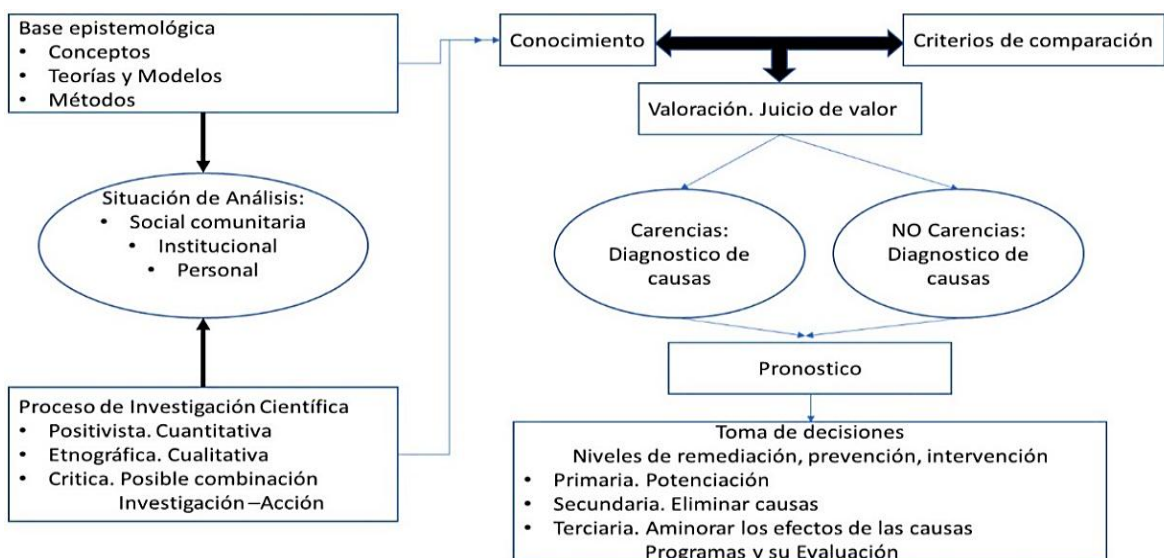 Base epistemológica
• Conceptos
• Teorías y Modelos
• Métodos
Situación de Análisis:
• Social comunitaria
• Institucional
• Personal
Proceso de Investigación Científica
• Positivista. Cuantitativa
• Etnográfica. Cualitativa
• Critica. Posible combinación
Investigación –Acción
Conocimiento
Criterios de comparación
Valoración. Juicio de valor
Carencias:
Diagnostico de
causas
NO Carencias:
Diagnostico de
causas
Pronostico
Toma de decisiones
Niveles de remediación, prevención, intervención
• Primaria. Potenciación
• Secundaria. Eliminar causas
• Terciaria. Aminorar los efectos de las causas
Programas y su Evaluación